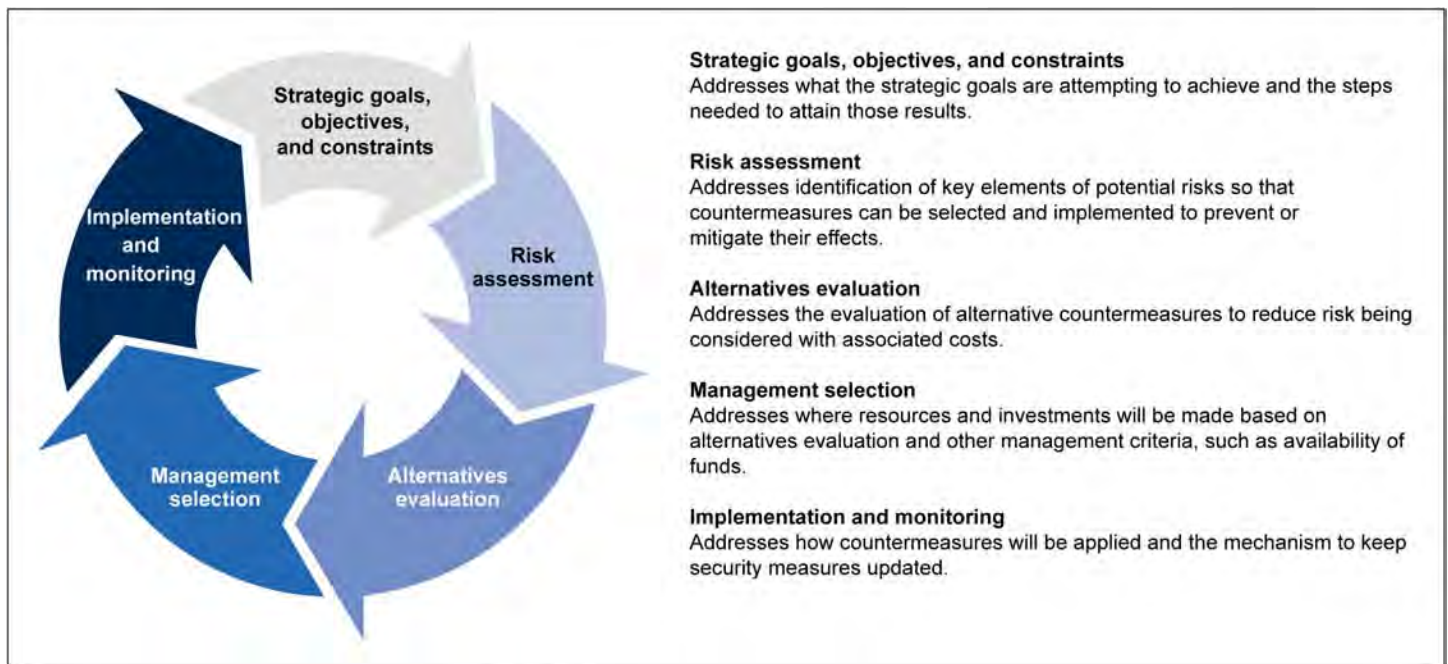 Strategic goals,
objectives,
and constraints
Risk
assessment
Alternatives
evaluation
Management
selection
Implementation
and
monitoring
Strategic goals, objectives, and constraints
Addresses what the strategic goals are attempting to achieve and the steps
needed to attain those results.
Risk assessment
Addresses identification of key elements of potential risks so that
countermeasures can be selected and implemented to prevent or
mitigate their effects.
Alternatives evaluation
Addresses the evaluation of alternative countermeasures to reduce risk being
considered with associated costs.
Management selection
Addresses where resources and investments will be made based on
alternatives evaluation and other management criteria, such as availability of
funds.
Implementation and monitoring
Addresses how countermeasures will be applied and the mechanism to keep
security measures updated.